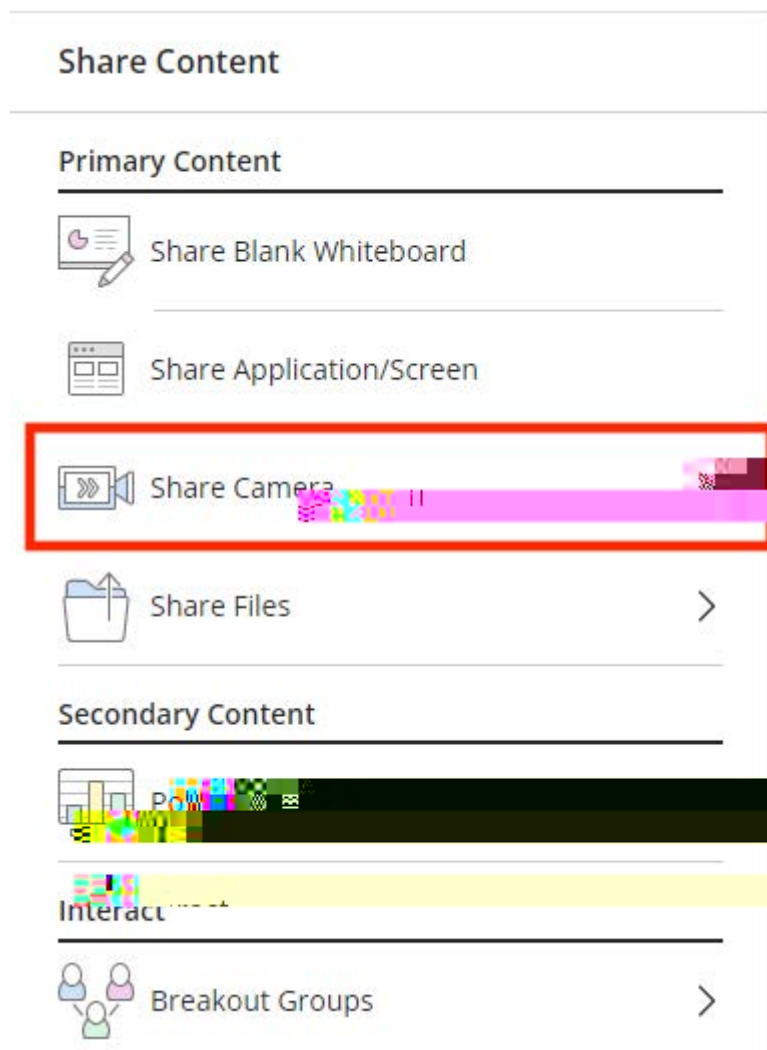 Share Content
Primary Content
Share Blank Whiteboard
Share Application/Screen
Share Camera
Share Files
Secondary Content
Interact
Breakout Groups